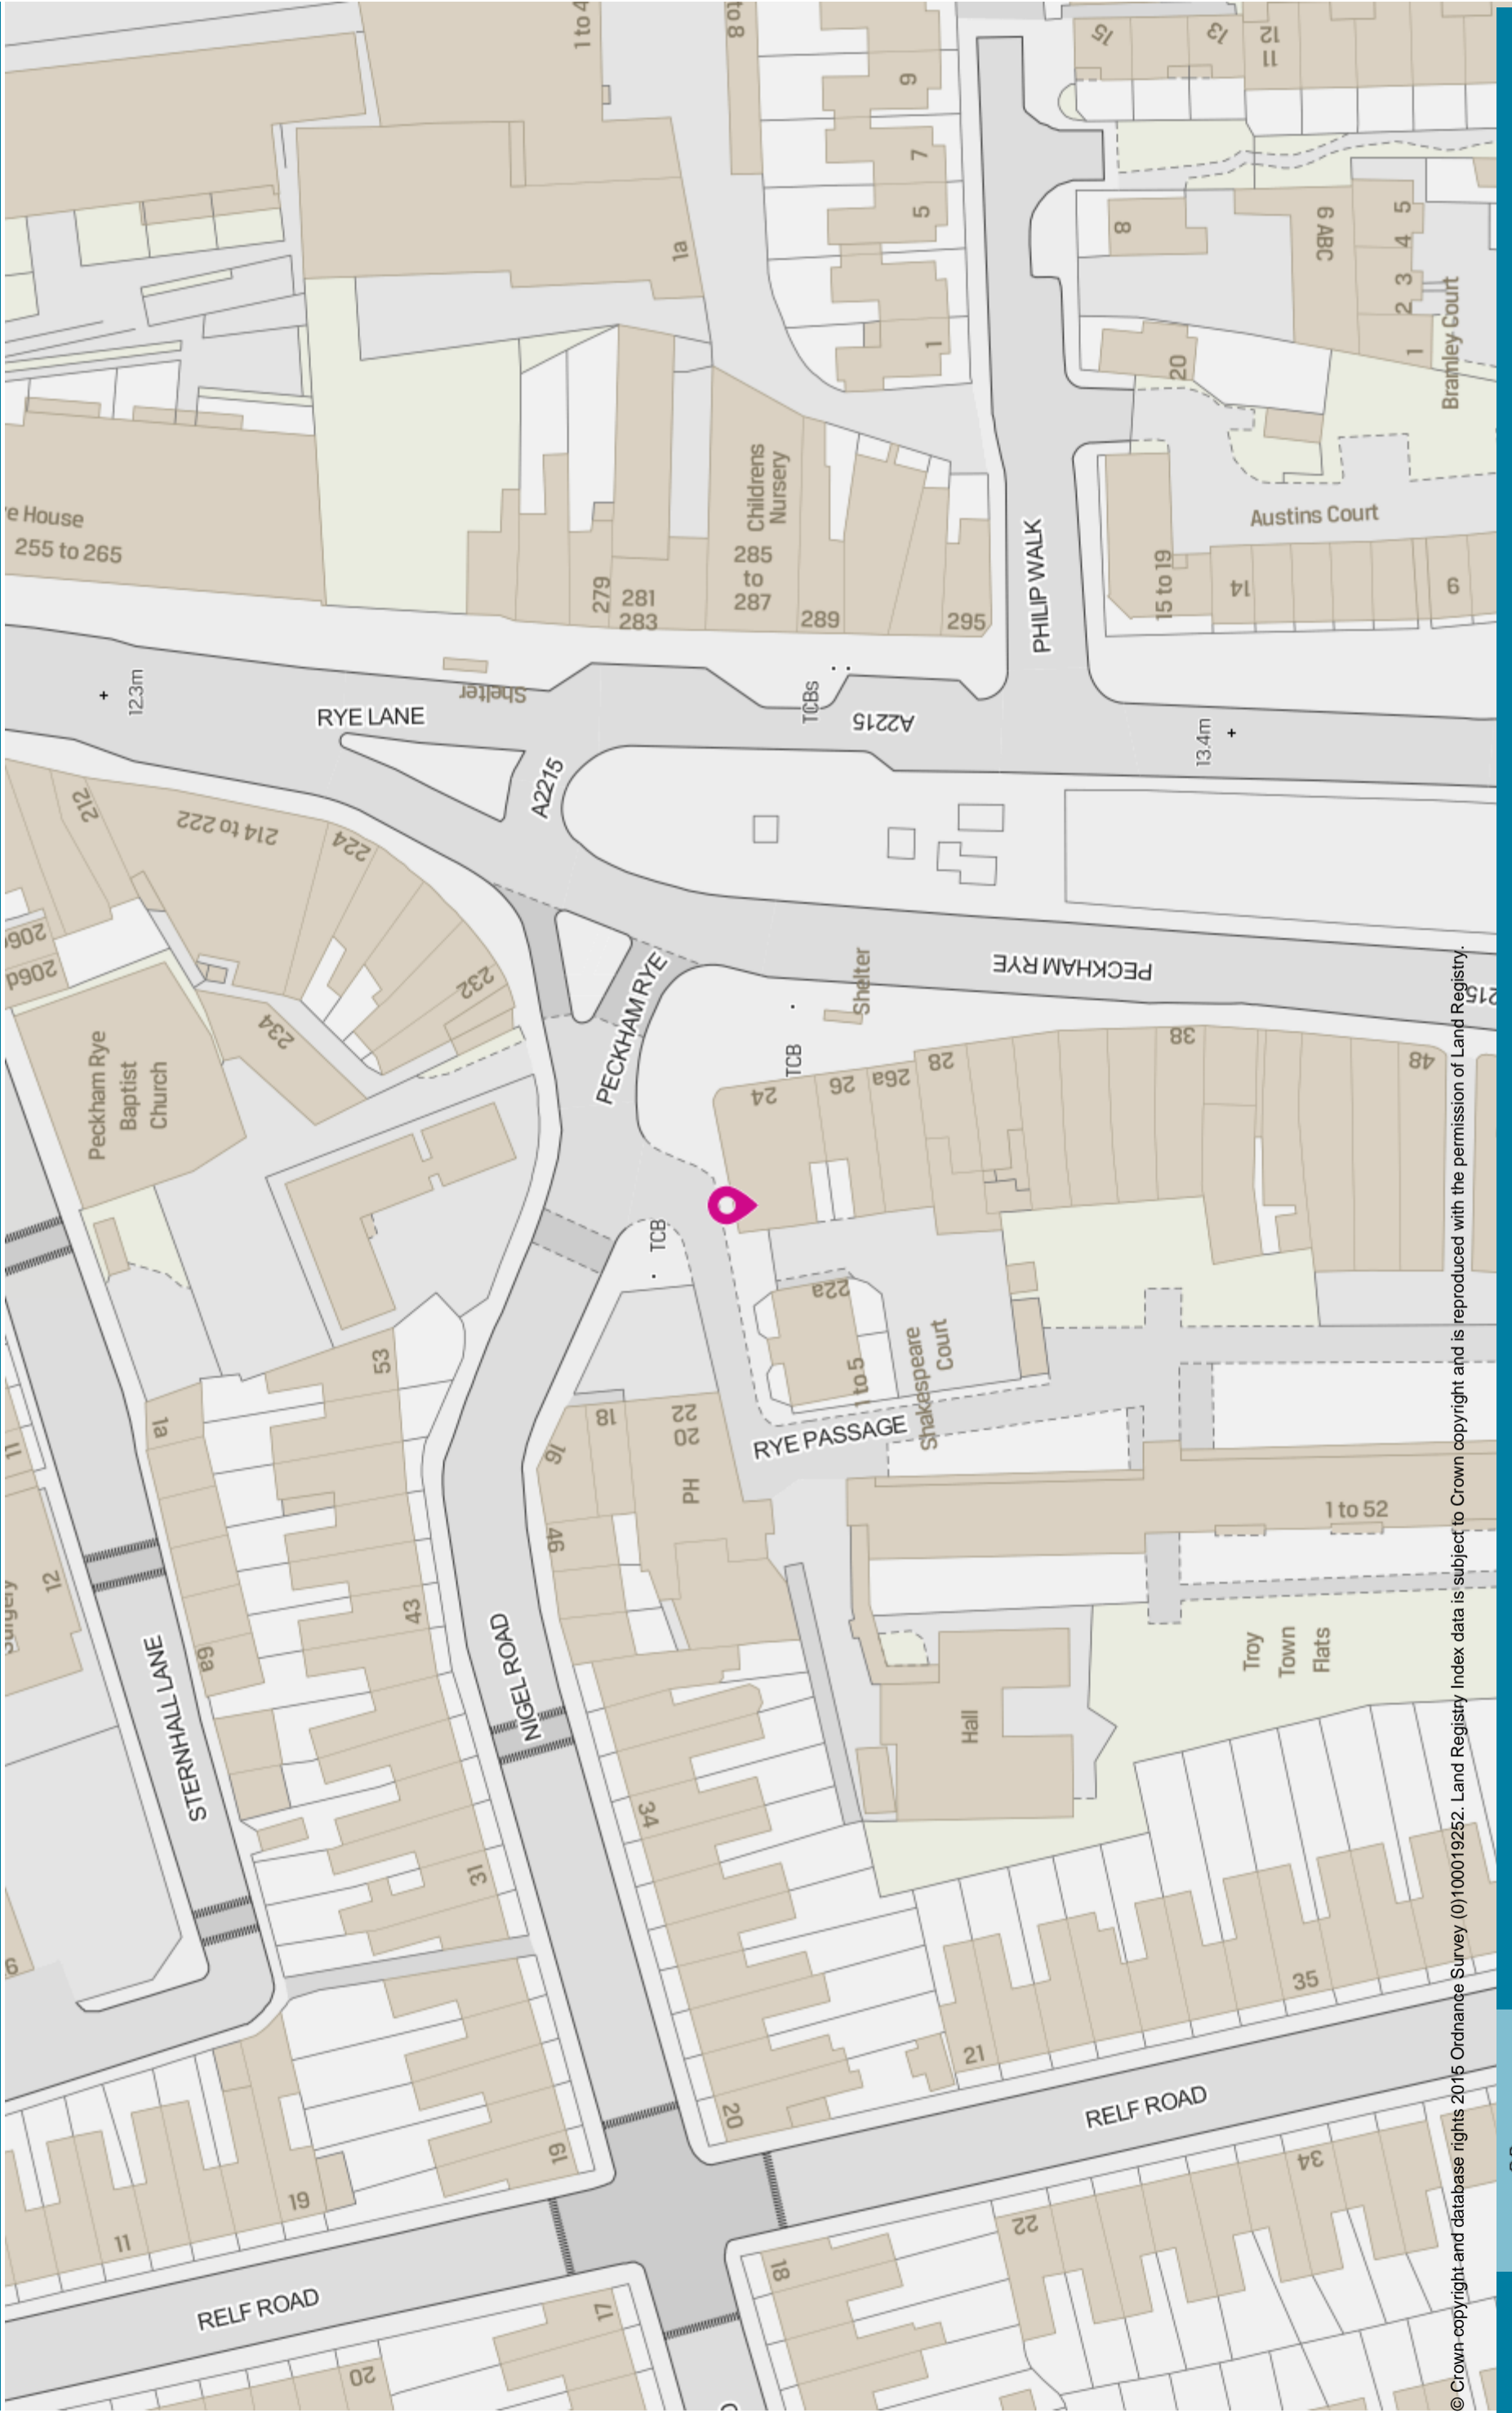 1 to 4
to 8
15
13
12
11
9
7
5
1
1a
8
6 ABC
5
4
3
2
1
Bramley Court
20
Childrens
Nursery
285
to
287
255 to 265
279
281
283
289
295
PHILIP WALK
Austins Court
15 to 19
14
9
12.3m
Shelter
RYE LANE
TCBs
A2215
13.4m
A2215
212
214 to 222
224
206d
232
234
Peckham Rye
Baptist
Church
PECKHAM RYE
Shelter
PECKHAM RYE
TCB
24
26
26a
28
38
48
TCB
22a
1 to 5
Shakespeare
Court
RYE PASSAGE
53
1a
11
16
18
22
20
PH
46
1 to 52
12
43
6a
STERNHALL LANE
NIGEL ROAD
Troy
Town
Flats
Hall
34
31
35
21
20
RELF ROAD
19
19
11
34
22
18
17
RELF ROAD
20
© Crown copyright and database rights 2015 Ordnance Survey (0)100019252. Land Registry Index data is subject to Crown copyright and is reproduced with the permission of Land Registry.